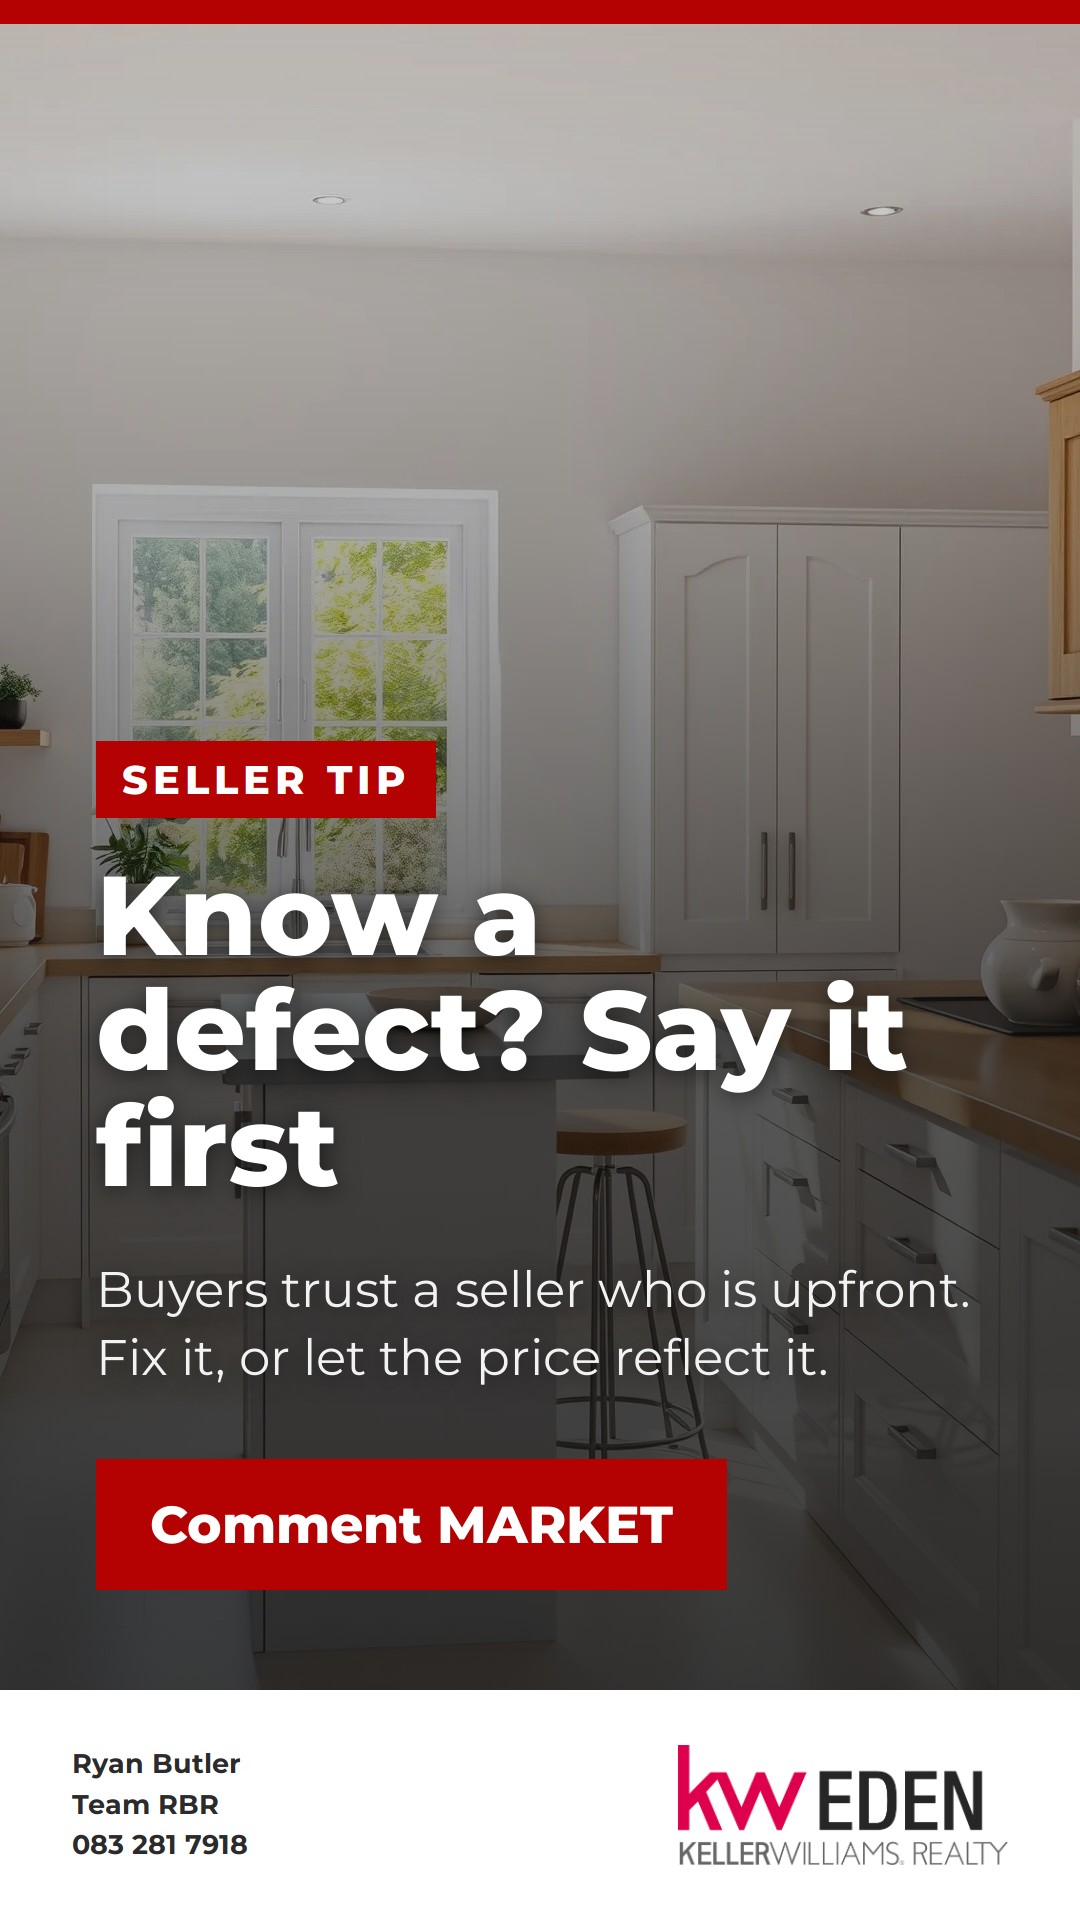 SELLER TIP
Know a
defect? Say it
first
Buyers trust a seller who is upfront.
Fix it, or let the price reflect it.
Comment MARKET
Ryan Butler
Team RBR
083 281 7918
kw EDEN
KELLERWILLIAMS. REALTY